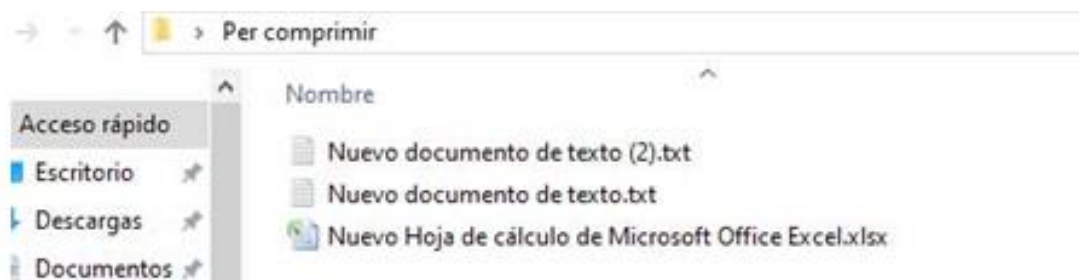 Per comprimir
Nombre
Acceso rápido
Escritorio
Descargas
Documentos
Nuevo documento de texto (2).txt
Nuevo documento de texto.txt
Nuevo Hoja de cálculo de Microsoft Office Excel.xlsx